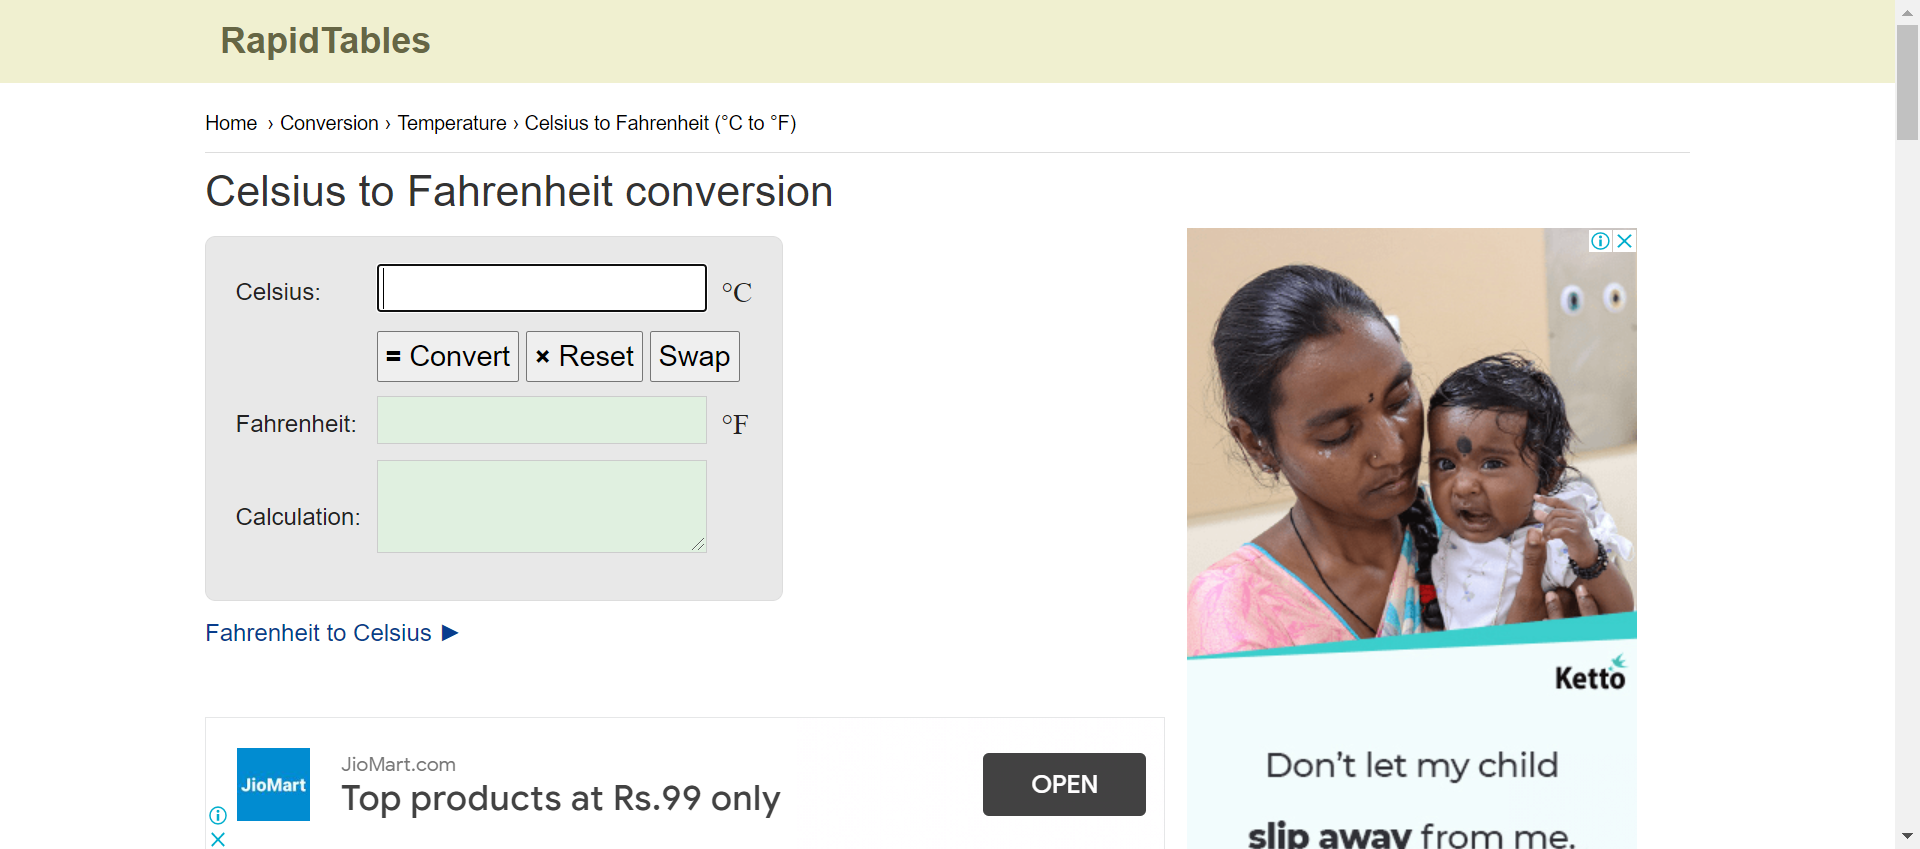 RapidTables
Home › Conversion › Temperature › Celsius to Fahrenheit (°C to °F)
Celsius to Fahrenheit conversion
Celsius: °C
= Convert × Reset Swap
Fahrenheit: °F
Calculation:
Fahrenheit to Celsius ►
JioMart
JioMart.com
Top products at Rs.99 only
OPEN
Ketto
Don't let my child
slip away from me.